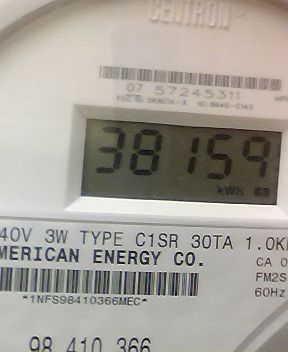 CENTRON®
07 57245311
38159
kWh
40V 3W TYPE C1SR 30TA 1.0K
MERICAN ENERGY CO.
CA 0
FM2S
60Hz
*1NFS98410366MEC*
98 410 366